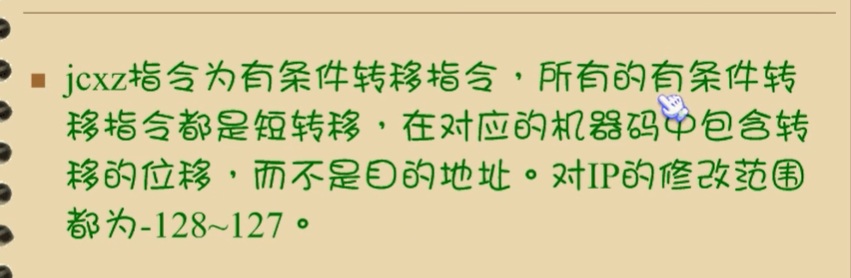 jcxz指令为有条件转移指令，所有的有条件转
移指令都是短转移，在对应的机器码中包含转
移的位移，而不是目的地址。对IP的修改范围
都为-128~127。